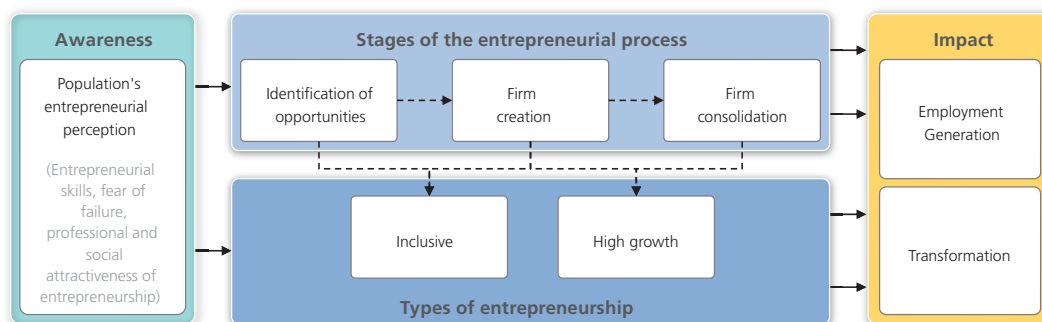 Awareness
Population's
entrepreneurial
perception
(Entrepreneurial
skills, fear of
failure,
professional and
social
attractiveness of
entrepreneurship)
Stages of the entrepreneurial process
Identification of
opportunities
Firm
creation
Firm
consolidation
Inclusive
High growth
Types of entrepreneurship
Impact
Employment
Generation
Transformation